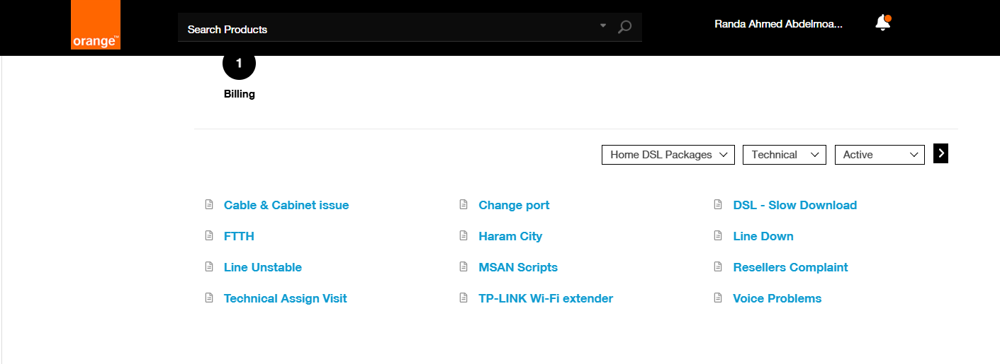 orange™
Search Products
Randa Ahmed Abdelmoa...
1
Billing
Home DSL Packages
Technical
Active
Cable & Cabinet issue
Change port
DSL - Slow Download
FTTH
Haram City
Line Down
Line Unstable
MSAN Scripts
Resellers Complaint
Technical Assign Visit
TP-LINK Wi-Fi extender
Voice Problems